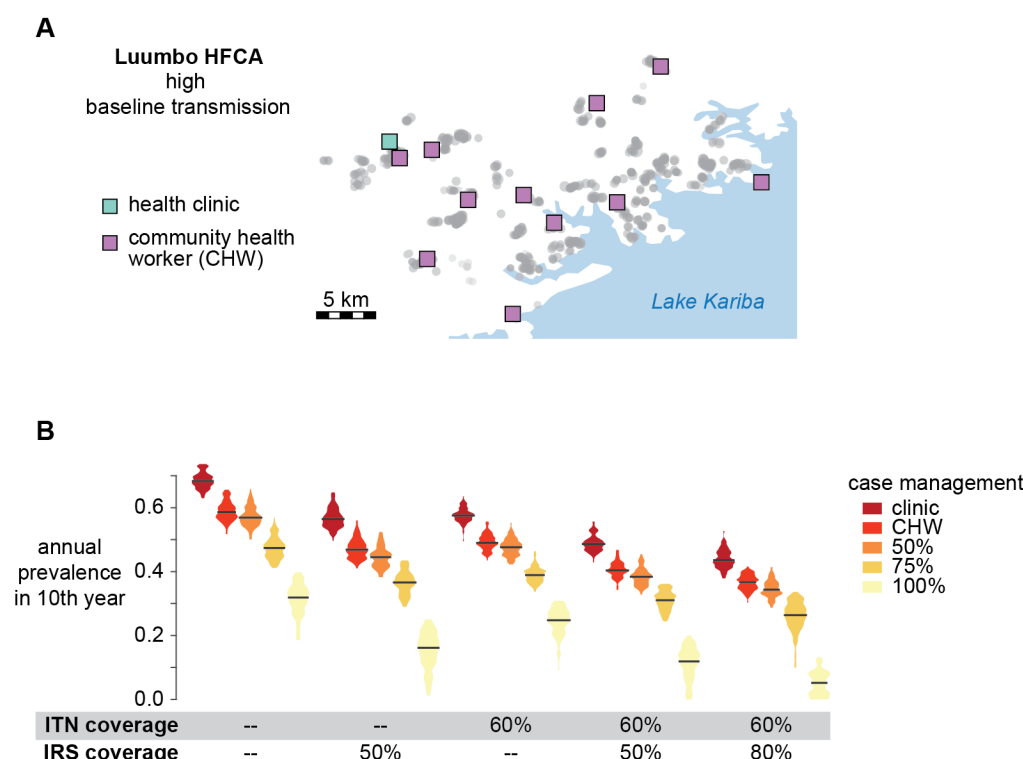 A
Luumbo HFCA
high
baseline transmission
health clinic
community health
worker (CHW)
5 km
Lake Kariba
B
case management
clinic
CHW
50%
75%
100%
annual
prevalence
in 10th year
0.6
0.4
0.2
0.0
ITN coverage -- -- 60% 60% 60%
IRS coverage -- 50% -- 50% 80%